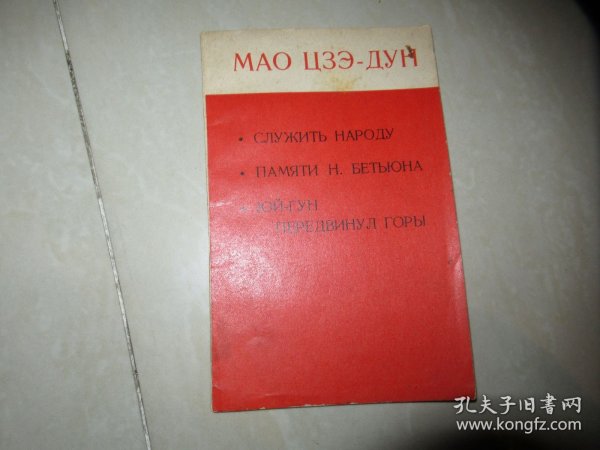 МАО ЦЗЭ-ДУН
• СЛУЖИТЬ НАРОДУ
• ПАМЯТИ Н. БЕТЬЮНА
• ЮЙ-ГУН
ПЕРЕДВИНУЛ ГОРЫ
孔夫子旧书网
www.kongfz.com